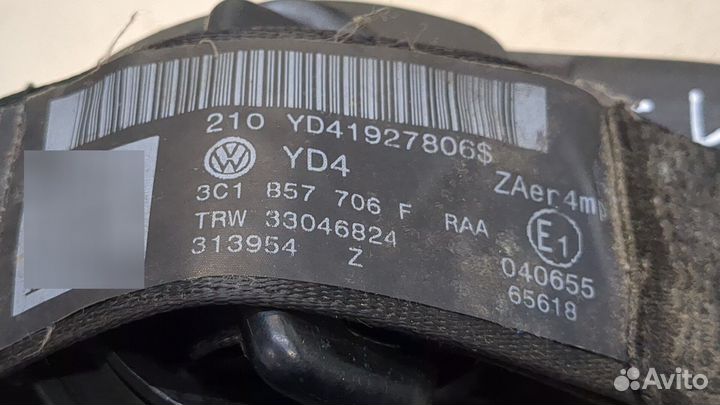 210 YD41927806$
YD4
3C1 857 706 F RAA
TRW 33046824
313954 Z
ZAer4m
E1
040655
65618
Avito